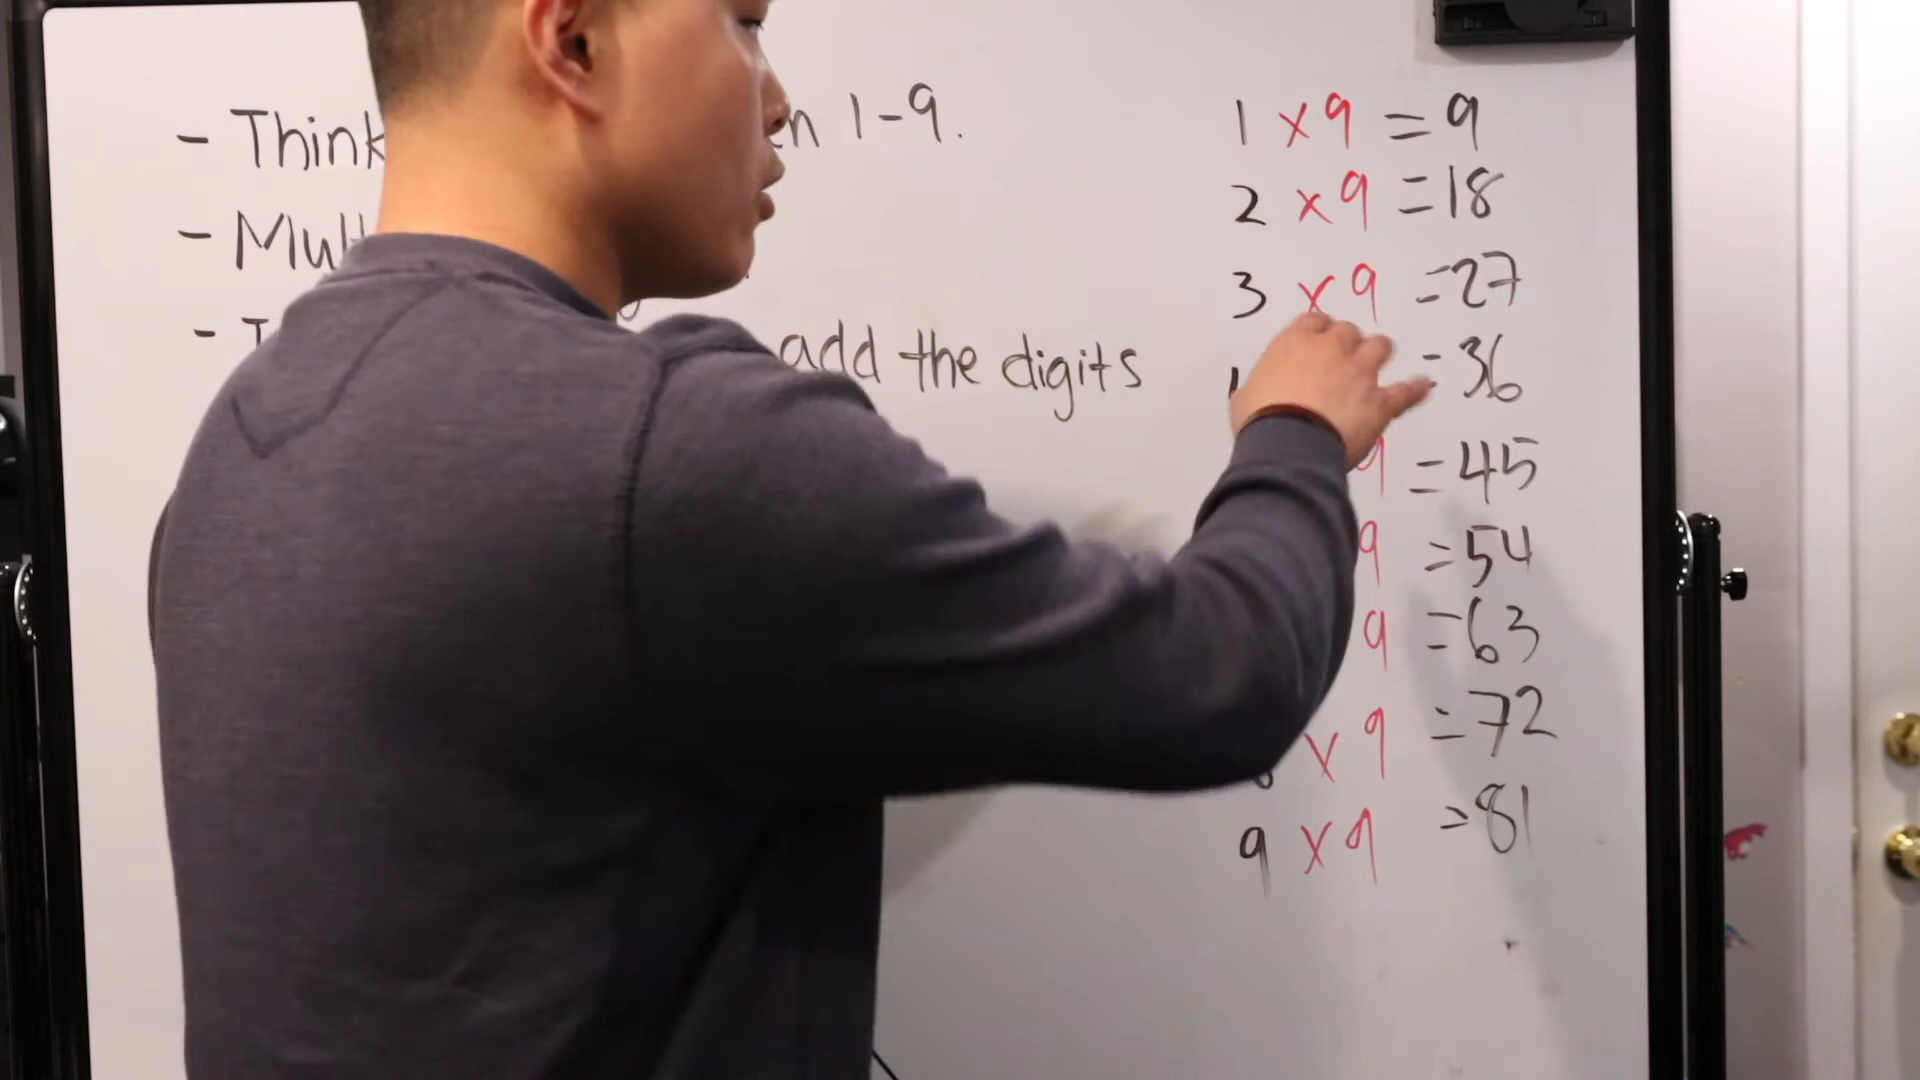 - Think n 1-9.
- Mult
- I add the digits
1 x 9 = 9
2 x 9 = 18
3 x 9 = 27
= 36
9 = 45
9 = 54
9 = 63
x 9 = 72
9 x 9 = 81